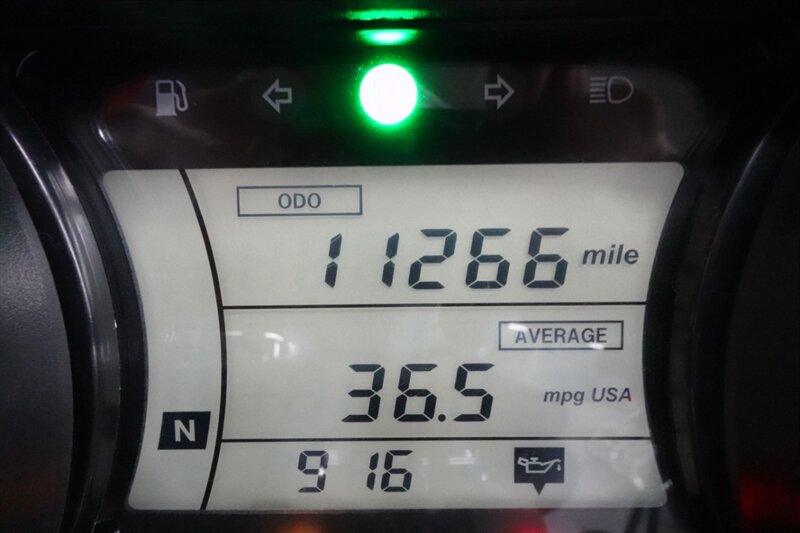 ODO
11266 mile
AVERAGE
36.5 mpg USA
N
916